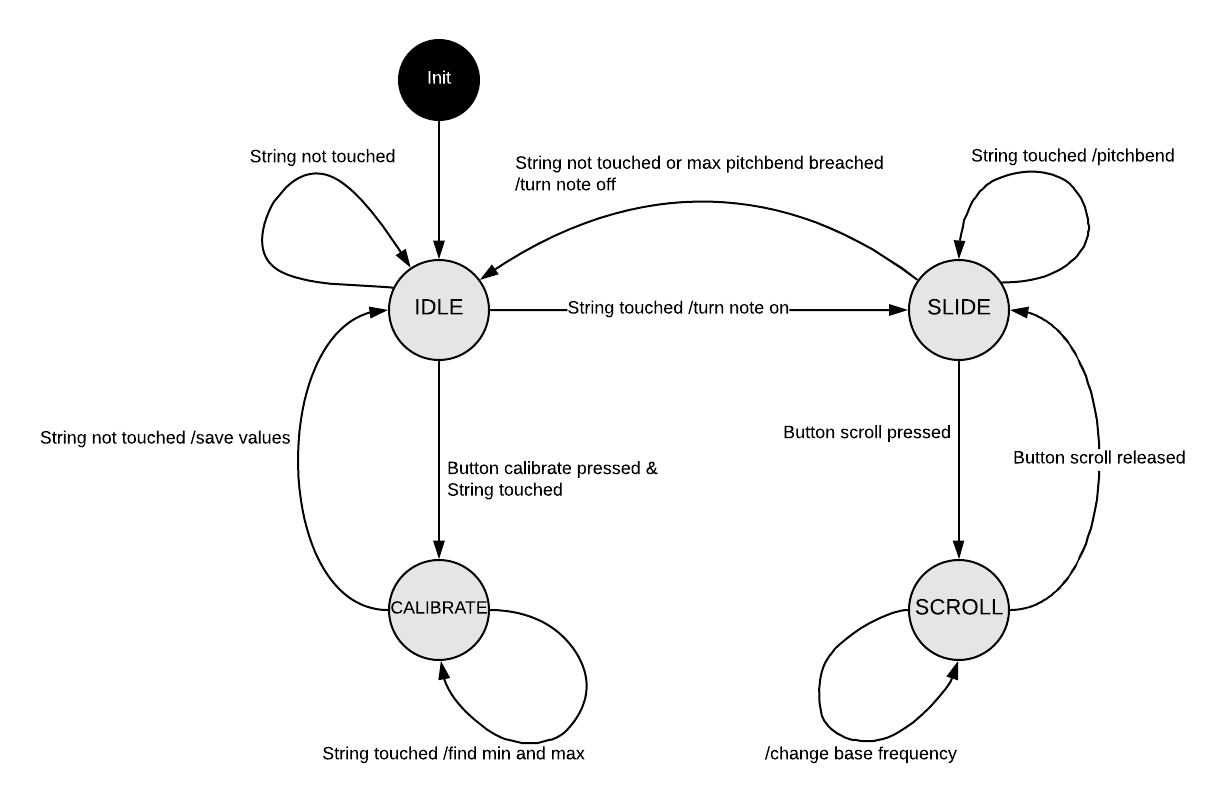 Init
String not touched
String not touched or max pitchbend breached
/turn note off
String touched /pitchbend
IDLE
String touched /turn note on
SLIDE
String not touched /save values
Button calibrate pressed &
String touched
Button scroll pressed
Button scroll released
CALIBRATE
SCROLL
String touched /find min and max
/change base frequency